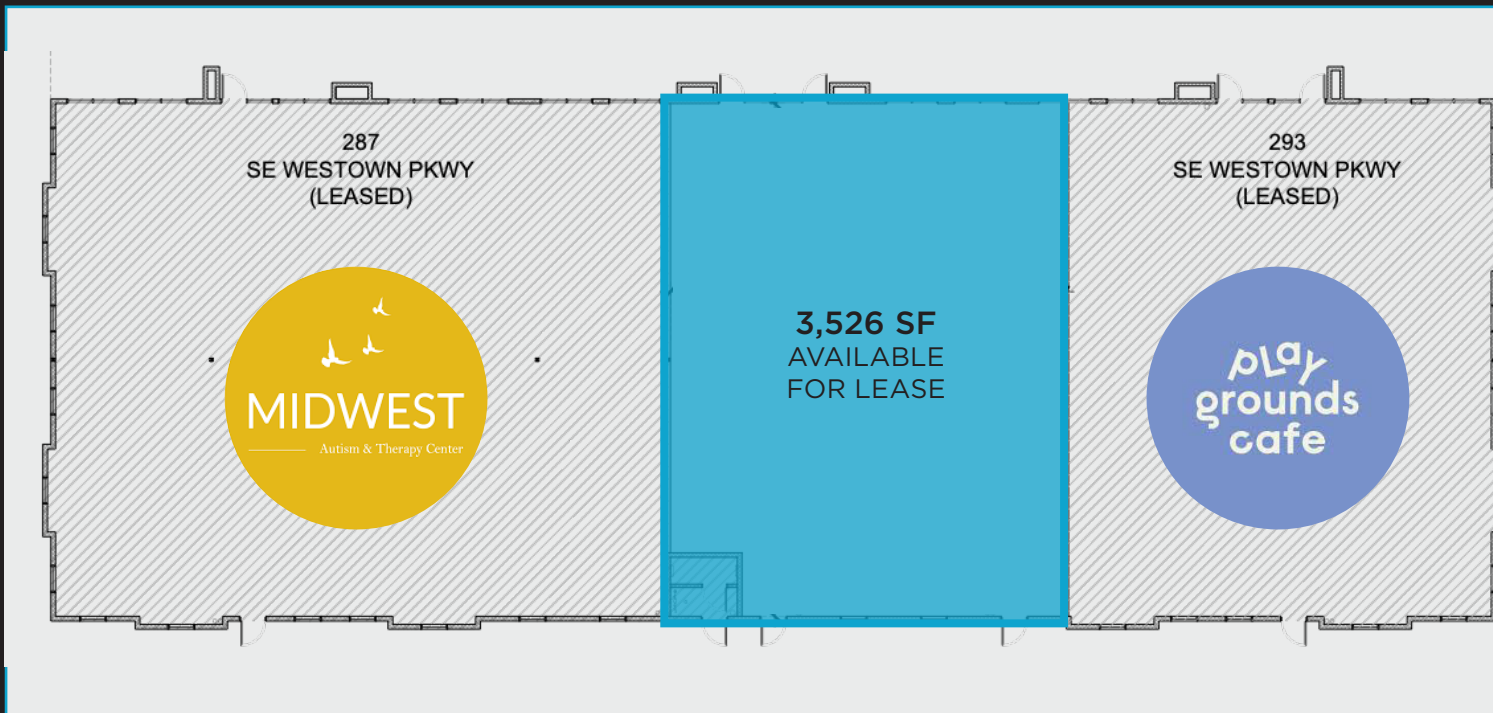 287
SE WESTOWN PKWY
(LEASED)
MIDWEST
Autism & Therapy Center
3,526 SF
AVAILABLE
FOR LEASE
293
SE WESTOWN PKWY
(LEASED)
play
grounds
cafe